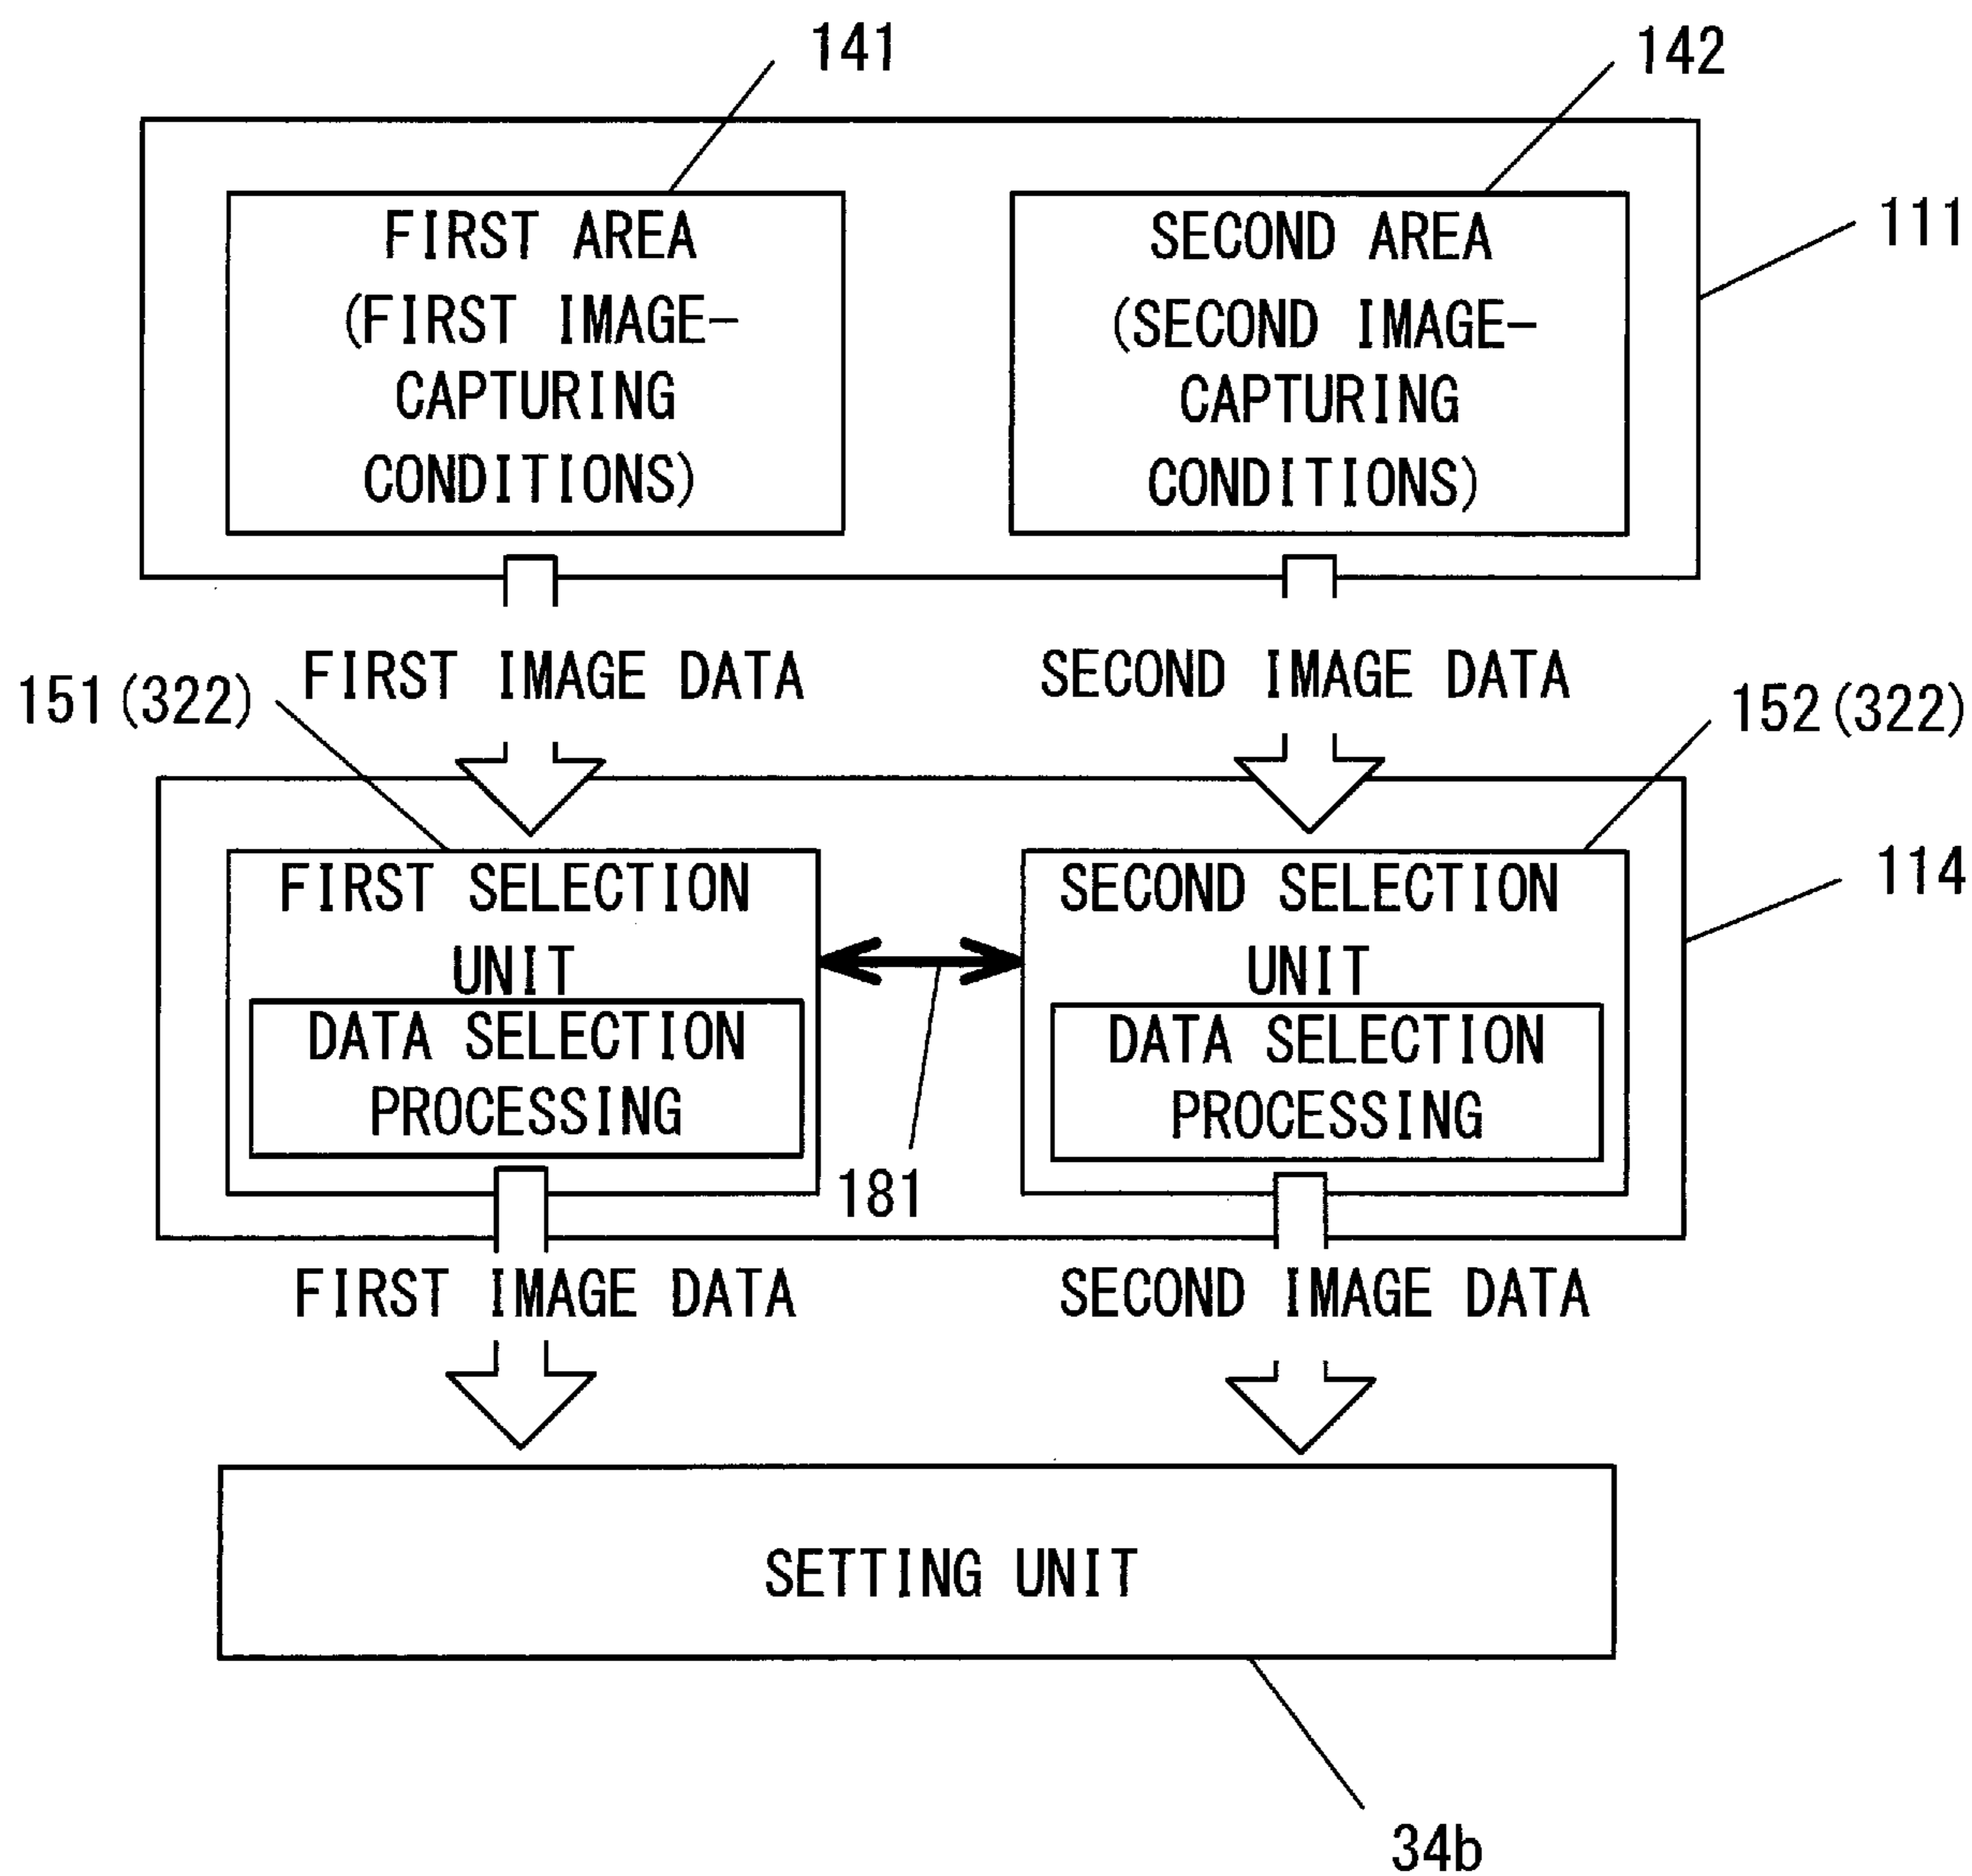 141
142
111
FIRST AREA
(FIRST IMAGE-
CAPTURING
CONDITIONS)
SECOND AREA
(SECOND IMAGE-
CAPTURING
CONDITIONS)
FIRST IMAGE DATA
SECOND IMAGE DATA
151(322)
152(322)
114
FIRST SELECTION
UNIT
DATA SELECTION
PROCESSING
SECOND SELECTION
UNIT
DATA SELECTION
PROCESSING
181
FIRST IMAGE DATA
SECOND IMAGE DATA
SETTING UNIT
34b